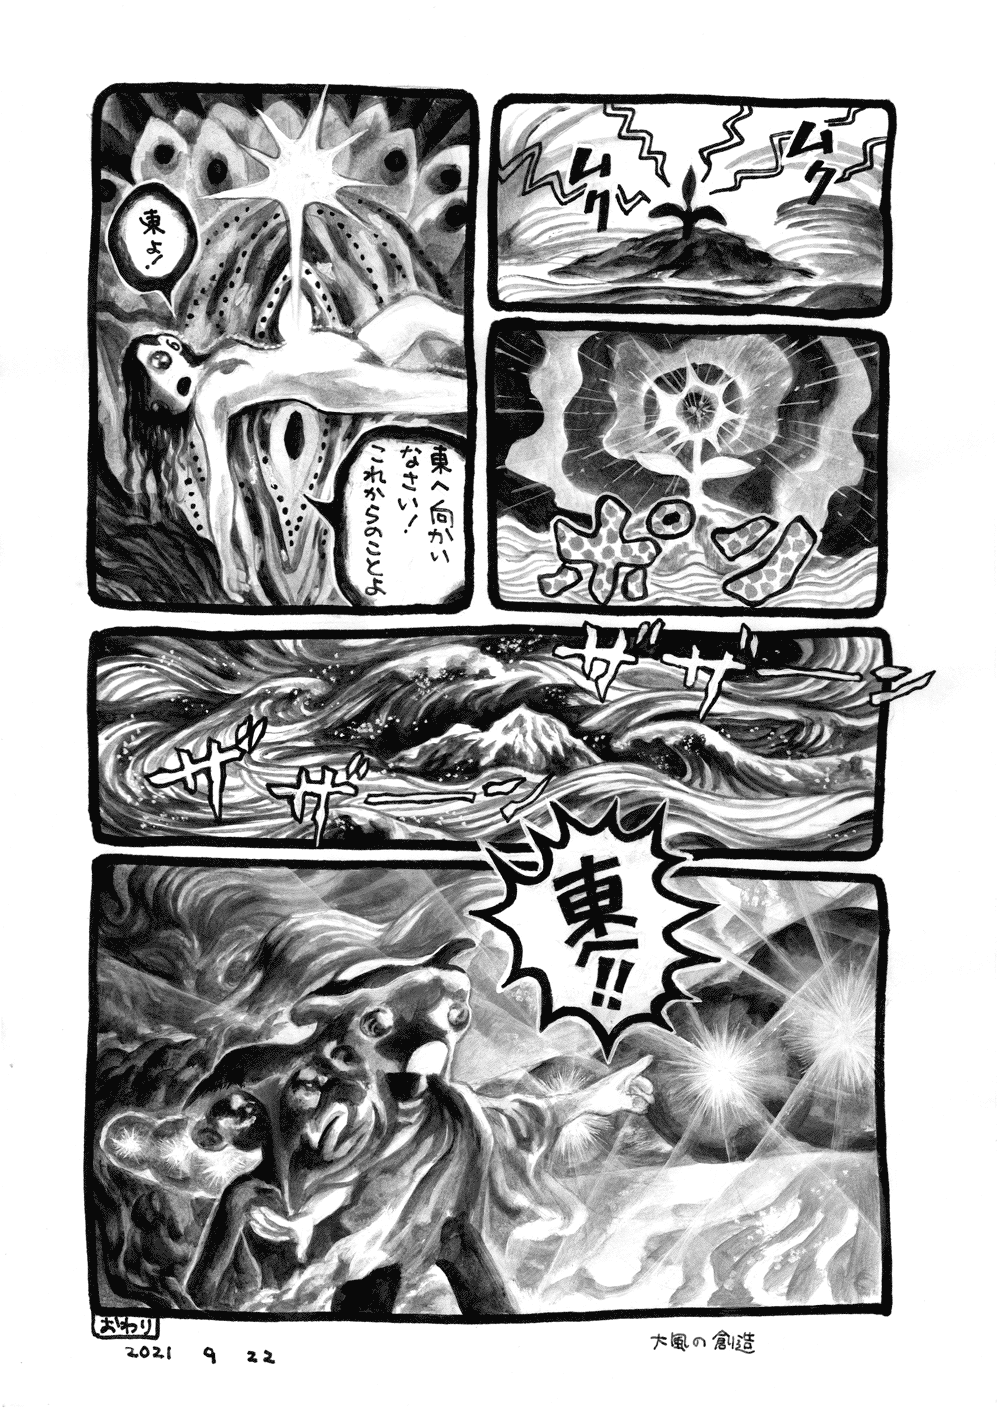 ムク
ムク
ポン
東よ!
東へ向かい
なさい!
これからのことよ
ザザーン
ザザーン
東へ!!
おわり
2021 9 22
大風の創造